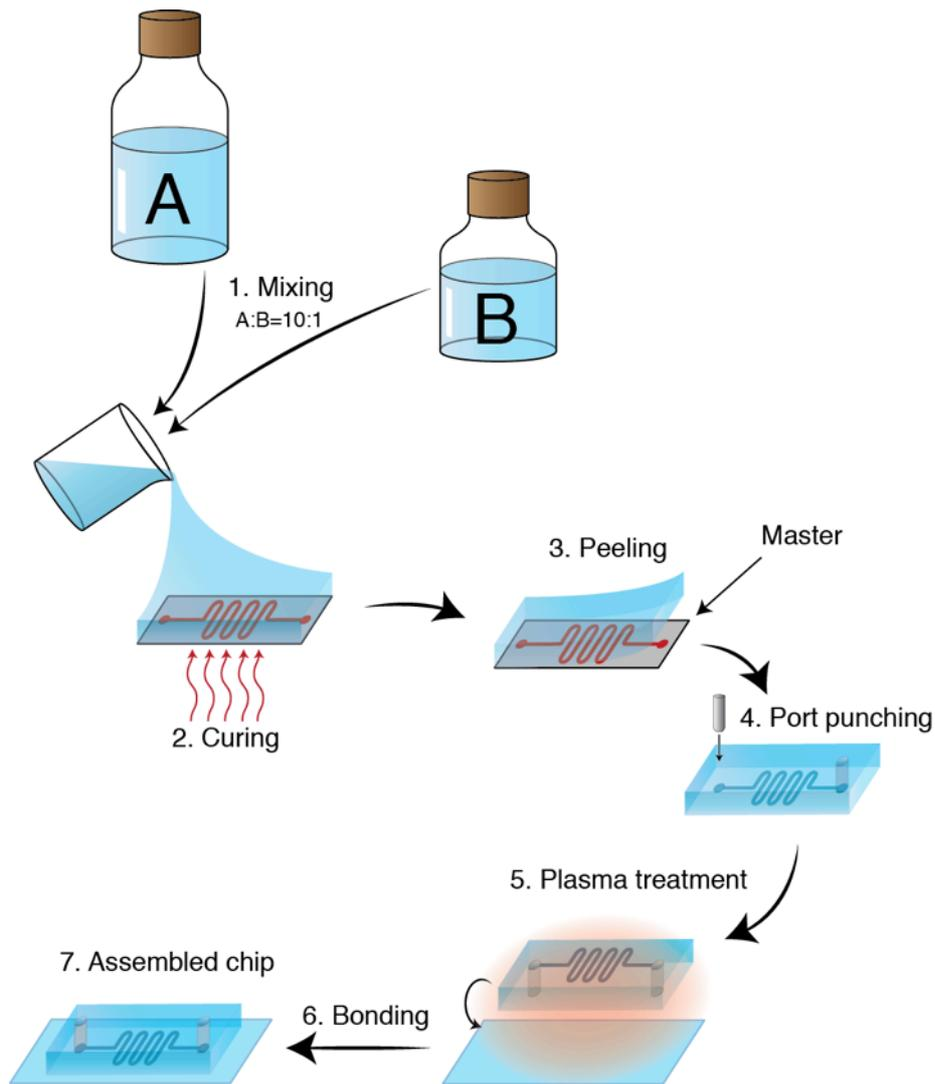 A
B
1. Mixing
A:B=10:1
3. Peeling
Master
2. Curing
4. Port punching
5. Plasma treatment
7. Assembled chip
6. Bonding